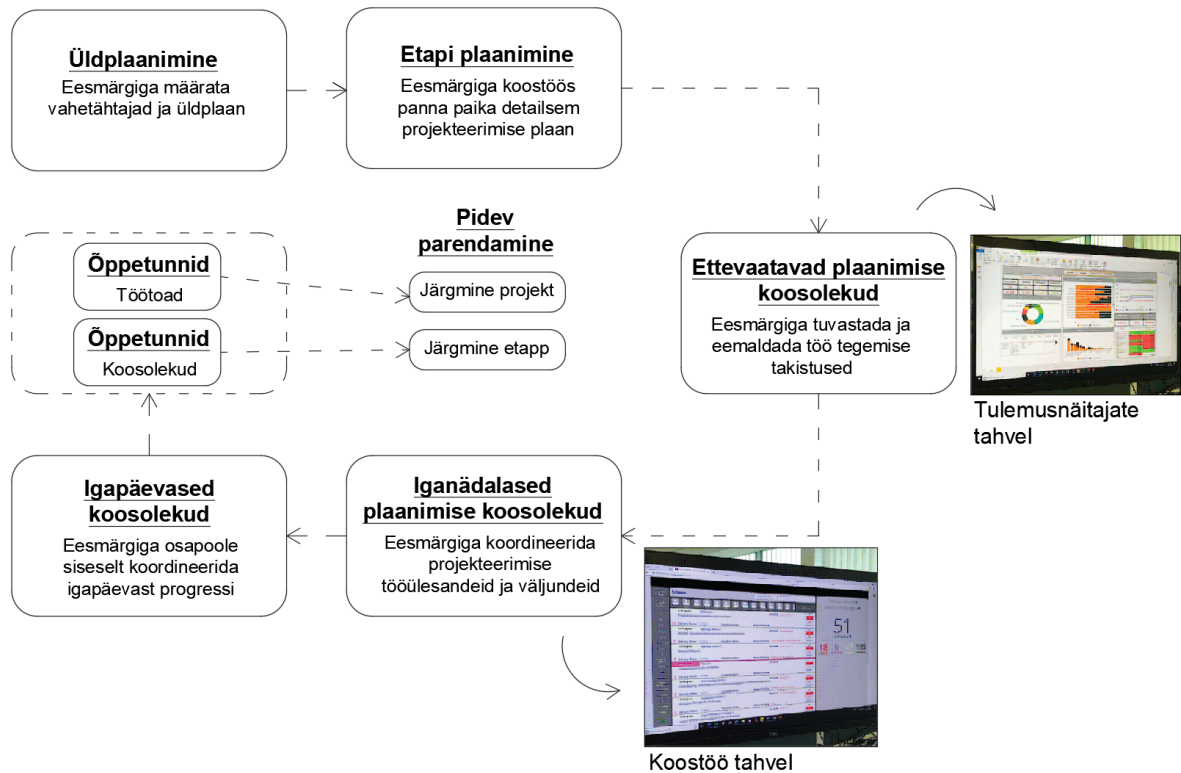 Üldplaanimine
Eesmärgiga määrata
vahetähtajad ja üldplaan
Etapi plaanimine
Eesmärgiga koostöös
panna paika detailsem
projekteerimise plaan
Pidev
parendamine
Õppetunnid
Töötoad
Järgmine projekt
Õppetunnid
Koosolekud
Järgmine etapp
Ettevaatavad plaanimise
koosolekud
Eesmärgiga tuvastada ja
eemaldada töö tegemise
takistused
Tulemusnäitajate
tahvel
Igapäevased
koosolekud
Eesmärgiga osapoole
siseselt koordineerida
igapäevast progressi
Iganädalased
plaanimise koosolekud
Eesmärgiga koordineerida
projekteerimise
tööülesandeid ja väljundeid
51
Koostöö tahvel